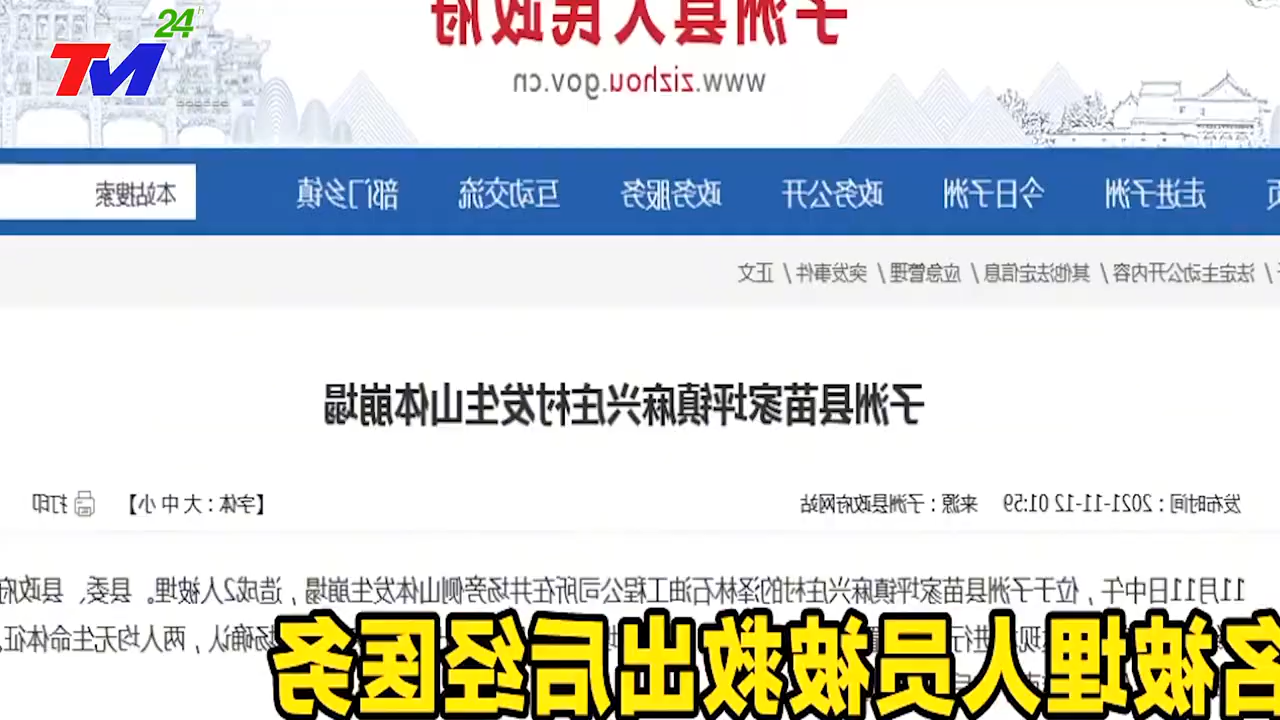 TM 24h
子洲县人民政府
www.zizhou.gov.cn
页 走进子洲 今日子洲 政务公开 政务服务 互动交流 部门乡镇 本站搜索
/ 法定主动公开内容 / 其他法定信息 / 应急管理 / 突发事件 / 正文
子洲县苗家坪镇麻兴庄村发生山体崩塌
发布时间：2021-11-12 01:59 来源：子洲县政府网站 【字体：大 中 小】 打印
11月11日中午，位于子洲县苗家坪镇麻兴庄村的泽林石油工程公司所在井场旁侧山体发生崩塌，造成2人被埋。县委、县政府
场确认，两人均无生命体征。
名被埋人员被救出后经医务